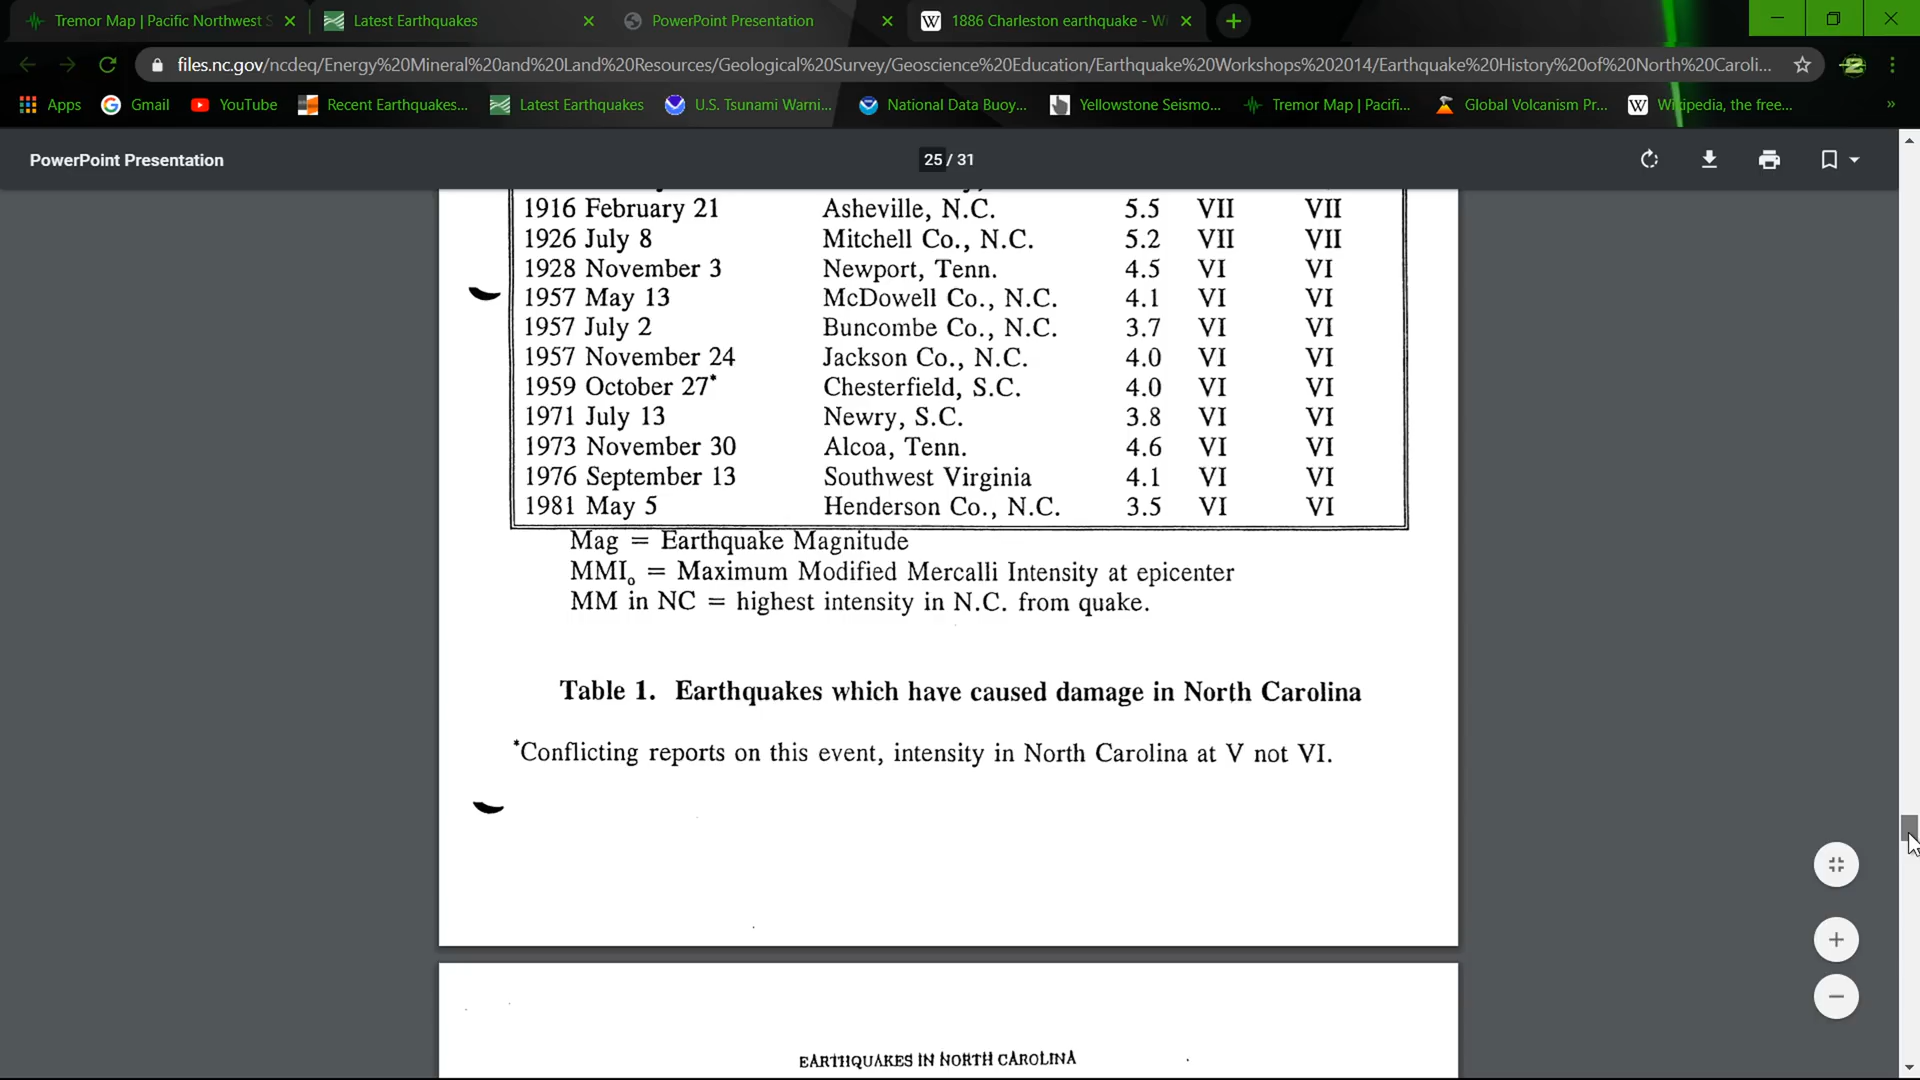 Tremor Map | Pacific Northwest S
Latest Earthquakes
PowerPoint Presentation
1886 Charleston earthquake - Wi
files.nc.gov/ncdeq/Energy%20Mineral%20and%20Land%20Resources/Geological%20Survey/Geoscience%20Education/Earthquake%20Workshops%202014/Earthquake%20History%20of%20North%20Caroli...
Apps
Gmail
YouTube
Recent Earthquakes...
Latest Earthquakes
U.S. Tsunami Warni...
National Data Buoy...
Yellowstone Seismo...
Tremor Map | Pacifi...
Global Volcanism Pr...
Wikipedia, the free...
PowerPoint Presentation
25 / 31
1916 February 21 Asheville, N.C. 5.5 VII VII
1926 July 8 Mitchell Co., N.C. 5.2 VII VII
1928 November 3 Newport, Tenn. 4.5 VI VI
1957 May 13 McDowell Co., N.C. 4.1 VI VI
1957 July 2 Buncombe Co., N.C. 3.7 VI VI
1957 November 24 Jackson Co., N.C. 4.0 VI VI
1959 October 27* Chesterfield, S.C. 4.0 VI VI
1971 July 13 Newry, S.C. 3.8 VI VI
1973 November 30 Alcoa, Tenn. 4.6 VI VI
1976 September 13 Southwest Virginia 4.1 VI VI
1981 May 5 Henderson Co., N.C. 3.5 VI VI
Mag = Earthquake Magnitude
MMIo = Maximum Modified Mercalli Intensity at epicenter
MM in NC = highest intensity in N.C. from quake.
Table 1. Earthquakes which have caused damage in North Carolina
*Conflicting reports on this event, intensity in North Carolina at V not VI.
EARTHQUAKES IN NORTH CAROLINA